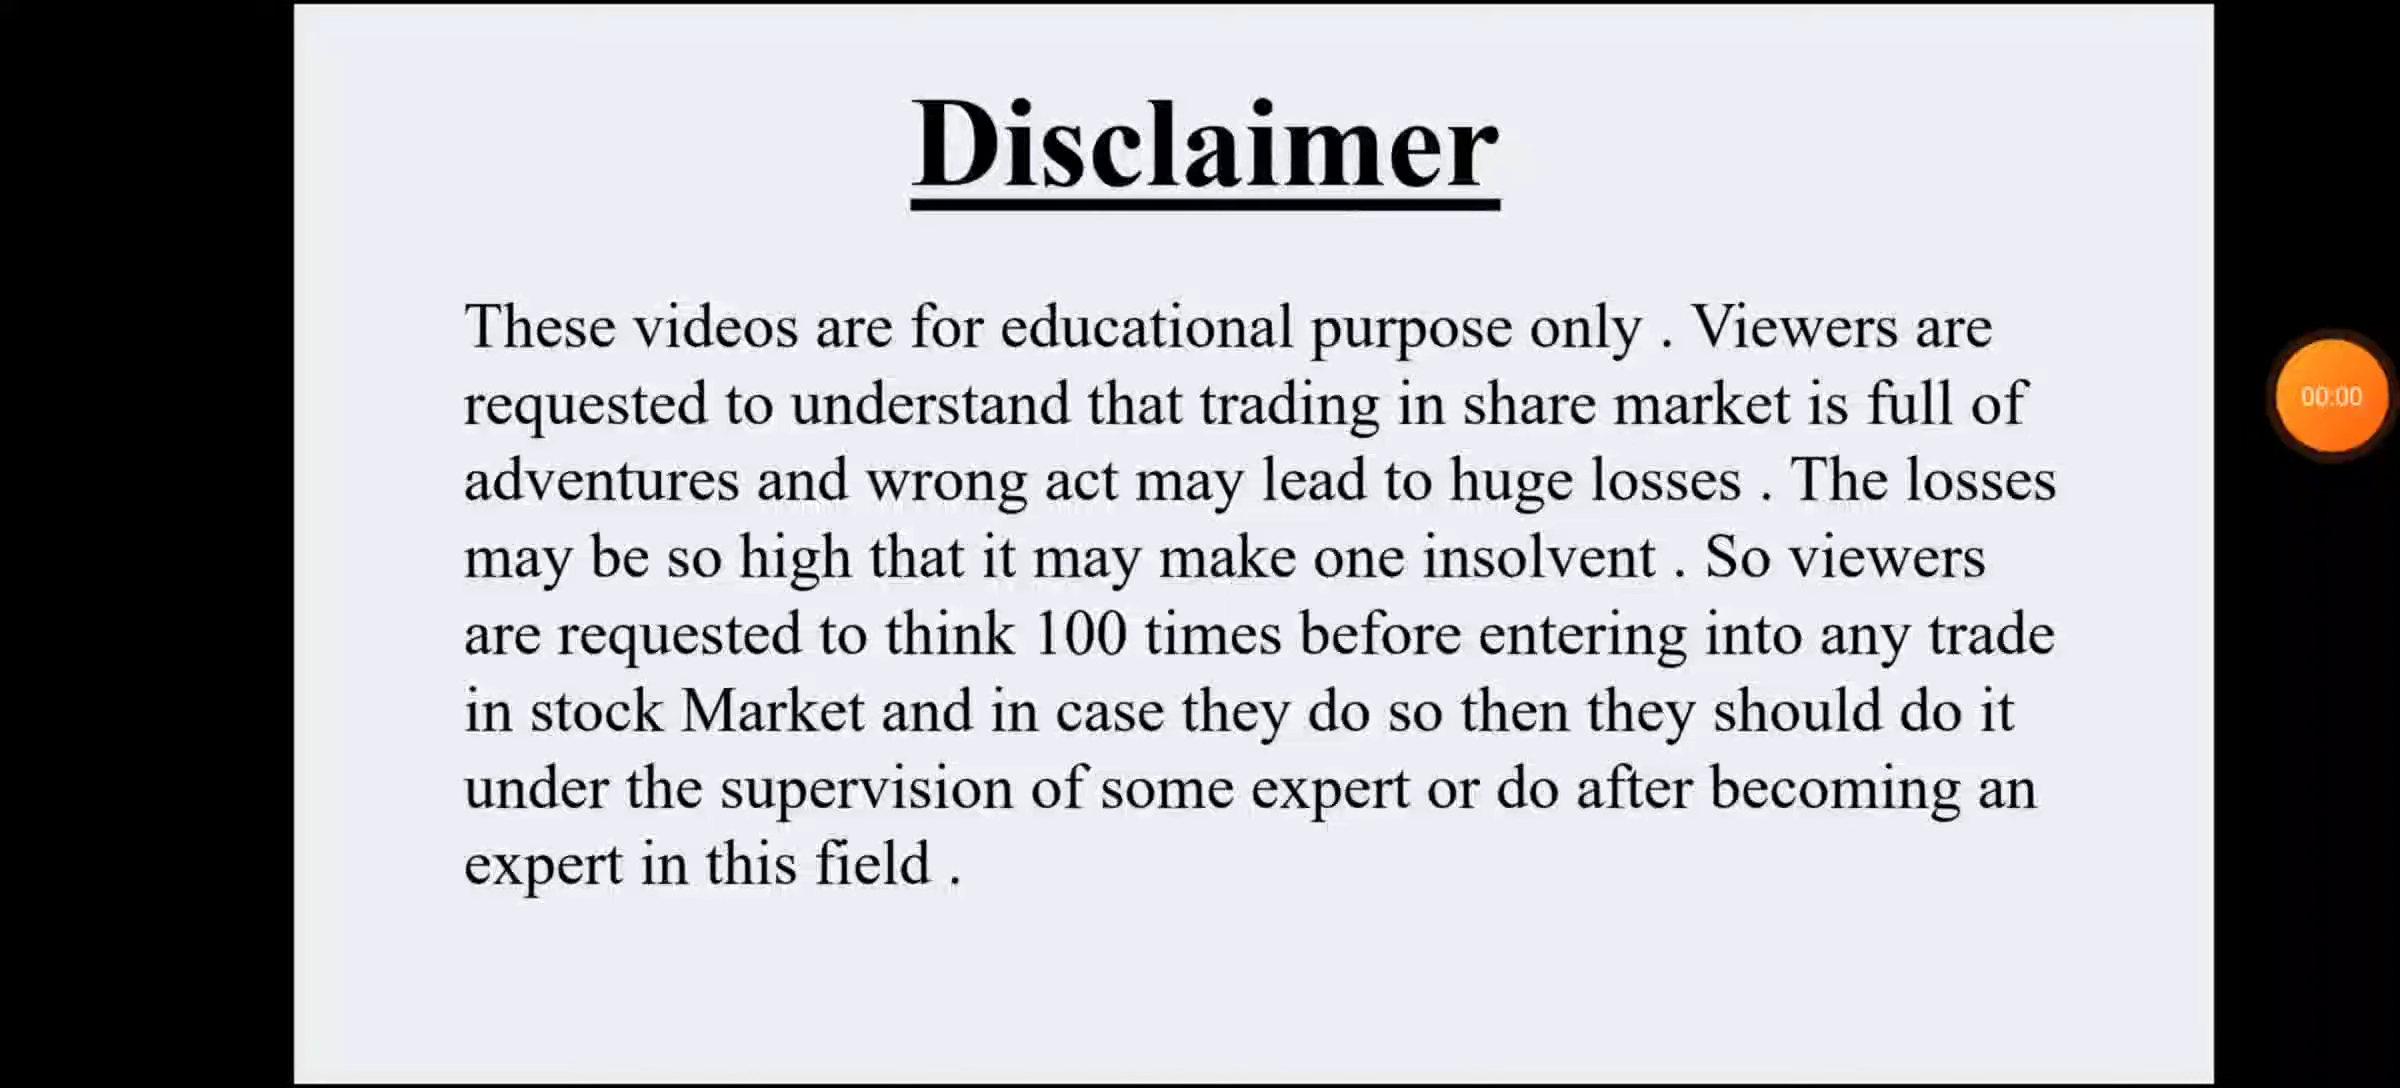 Disclaimer
These videos are for educational purpose only . Viewers are
requested to understand that trading in share market is full of
adventures and wrong act may lead to huge losses . The losses
may be so high that it may make one insolvent . So viewers
are requested to think 100 times before entering into any trade
in stock Market and in case they do so then they should do it
under the supervision of some expert or do after becoming an
expert in this field .
00:00